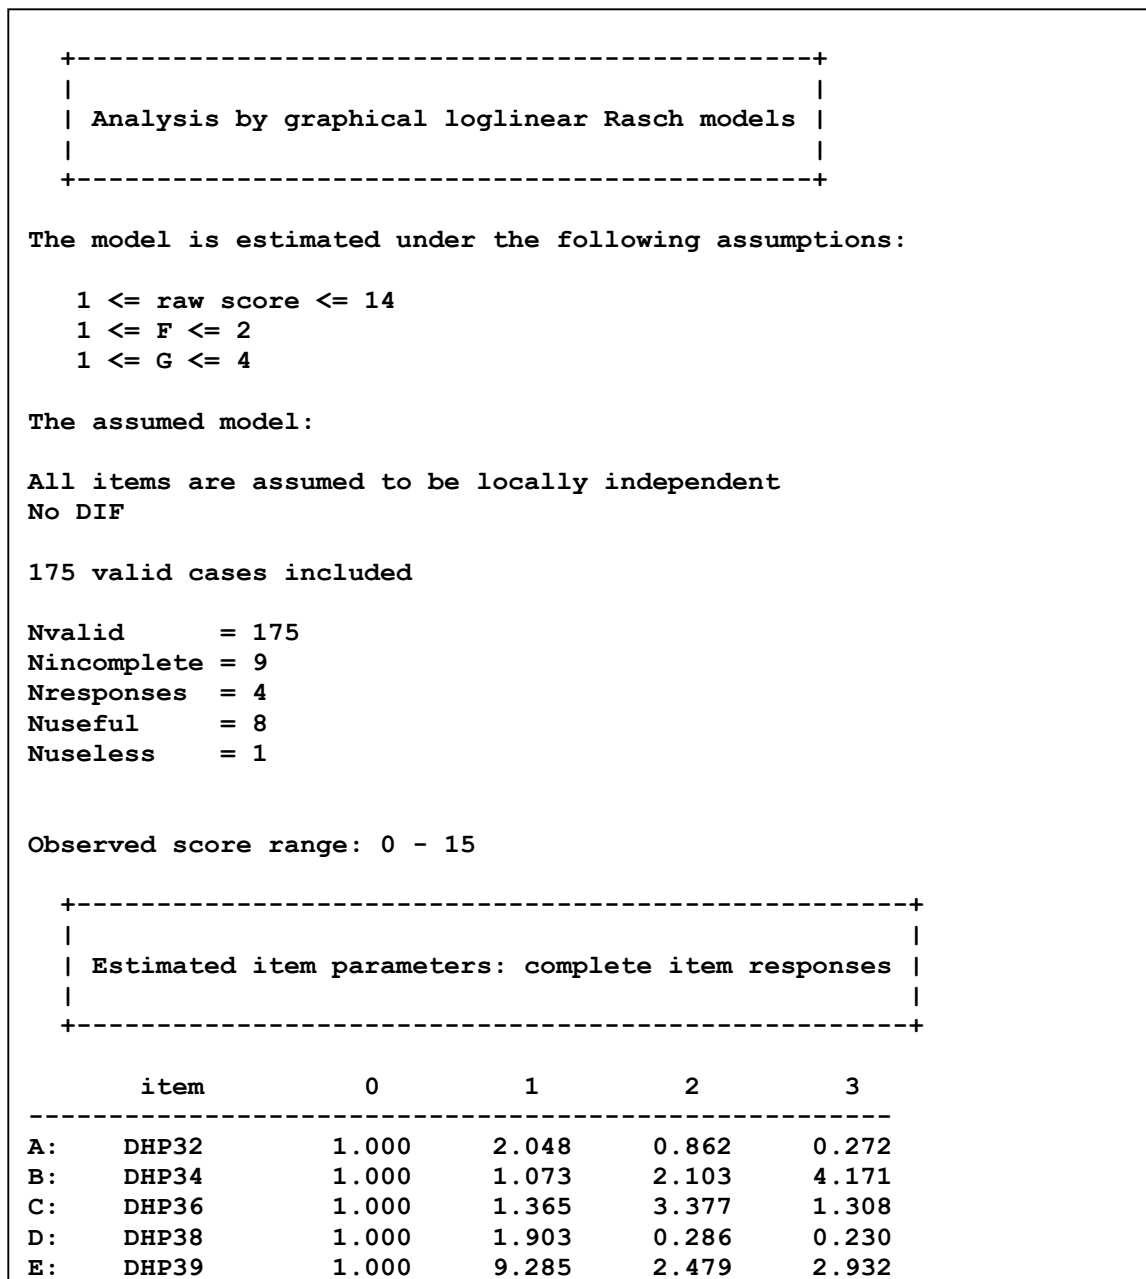 +----------------------------------------------+
|                                              |
| Analysis by graphical loglinear Rasch models |
|                                              |
+----------------------------------------------+
The model is estimated under the following assumptions:
1 <= raw score <= 14
1 <= F <= 2
1 <= G <= 4
The assumed model:
All items are assumed to be locally independent
No DIF
175 valid cases included
Nvalid      = 175
Nincomplete = 9
Nresponses  = 4
Nuseful     = 8
Nuseless    = 1
Observed score range: 0 - 15
+----------------------------------------------------+
|                                                    |
| Estimated item parameters: complete item responses |
|                                                    |
+----------------------------------------------------+
item 0 1 2 3
------------------------------------------------------
A: DHP32 1.000 2.048 0.862 0.272
B: DHP34 1.000 1.073 2.103 4.171
C: DHP36 1.000 1.365 3.377 1.308
D: DHP38 1.000 1.903 0.286 0.230
E: DHP39 1.000 9.285 2.479 2.932